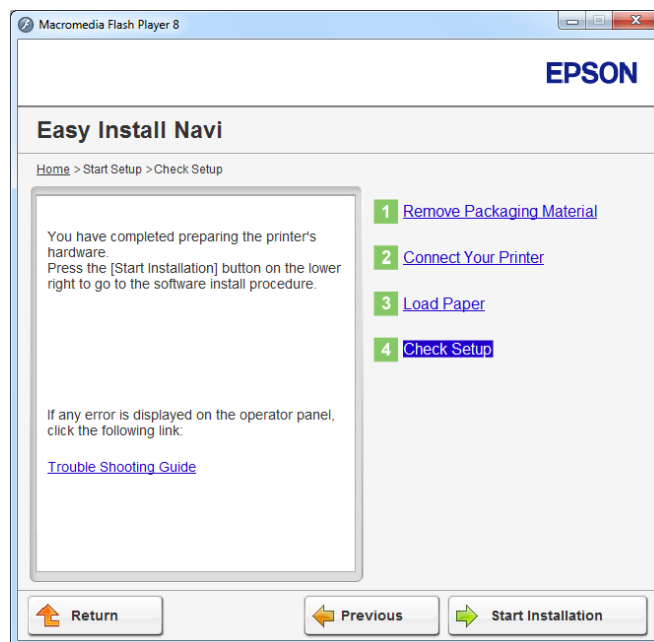 Macromedia Flash Player 8
EPSON
Easy Install Navi
Home > Start Setup >Check Setup
You have completed preparing the printer's
hardware.
Press the [Start Installation] button on the lower
right to go to the software install procedure.
If any error is displayed on the operator panel,
click the following link:
Trouble Shooting Guide
1 Remove Packaging Material
2 Connect Your Printer
3 Load Paper
4 Check Setup
Return
Previous
Start Installation